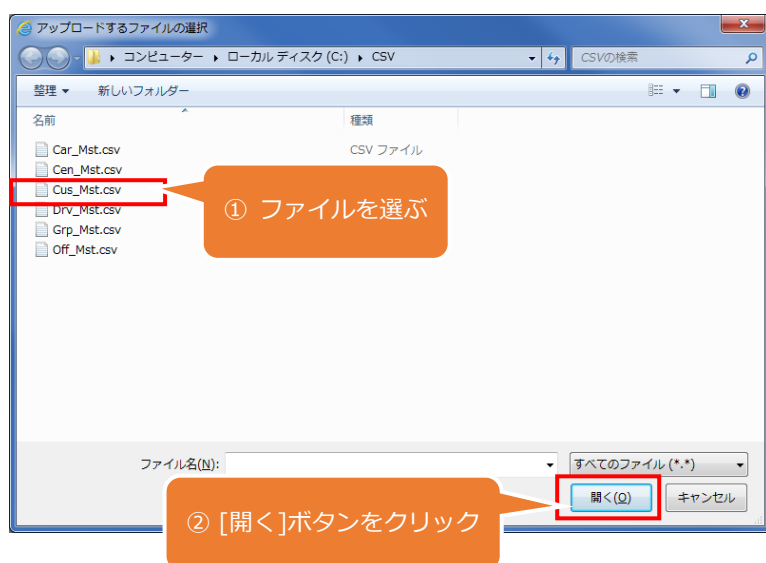 アップロードするファイルの選択
コンピューター ▸ ローカル ディスク (C:) ▸ CSV
CSVの検索
整理 ▼ 新しいフォルダー
名前 種類
Car_Mst.csv CSV ファイル
Cen_Mst.csv
Cus_Mst.csv
Drv_Mst.csv
Grp_Mst.csv
Off_Mst.csv
① ファイルを選ぶ
ファイル名(N): すべてのファイル (*.*)
開く(O) キャンセル
② [開く]ボタンをクリック